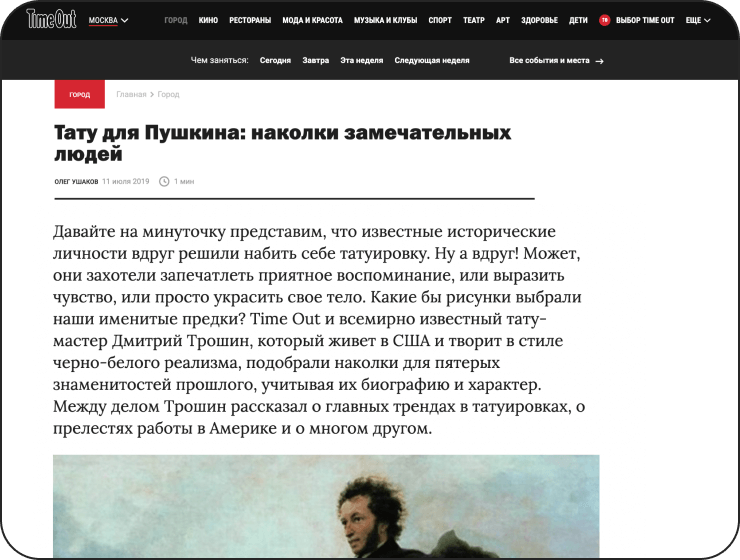 TimeOut
МОСКВА
ГОРОД КИНО РЕСТОРАНЫ МОДА И КРАСОТА МУЗЫКА И КЛУБЫ СПОРТ ТЕАТР АРТ ЗДОРОВЬЕ ДЕТИ ВЫБОР TIME OUT ЕЩЕ
Чем заняться: Сегодня Завтра Эта неделя Следующая неделя Все события и места →
ГОРОД
Главная > Город
Тату для Пушкина: наколки замечательных
людей
ОЛЕГ УШАКОВ 11 июля 2019 1 мин
Давайте на минуточку представим, что известные исторические
личности вдруг решили набить себе татуировку. Ну а вдруг! Может,
они захотели запечатлеть приятное воспоминание, или выразить
чувство, или просто украсить свое тело. Какие бы рисунки выбрали
наши именитые предки? Time Out и всемирно известный тату-
мастер Дмитрий Трошин, который живет в США и творит в стиле
черно-белого реализма, подобрали наколки для пятерых
знаменитостей прошлого, учитывая их биографию и характер.
Между делом Трошин рассказал о главных трендах в татуировках, о
прелестях работы в Америке и о многом другом.